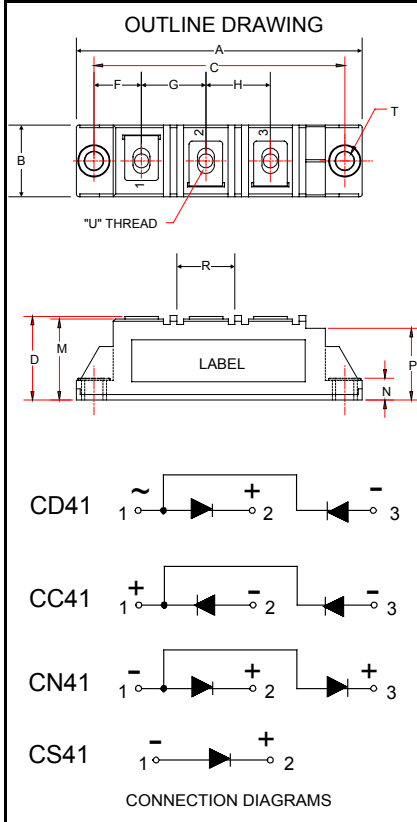 OUTLINE DRAWING
A
C
F G H
T
B
1 2 3
"U" THREAD
R
D M
LABEL
P
N
CD41 1 ~ + 2 - 3
CC41 1 + - 2 - 3
CN41 1 - + 2 + 3
CS41 1 - + 2
CONNECTION DIAGRAMS